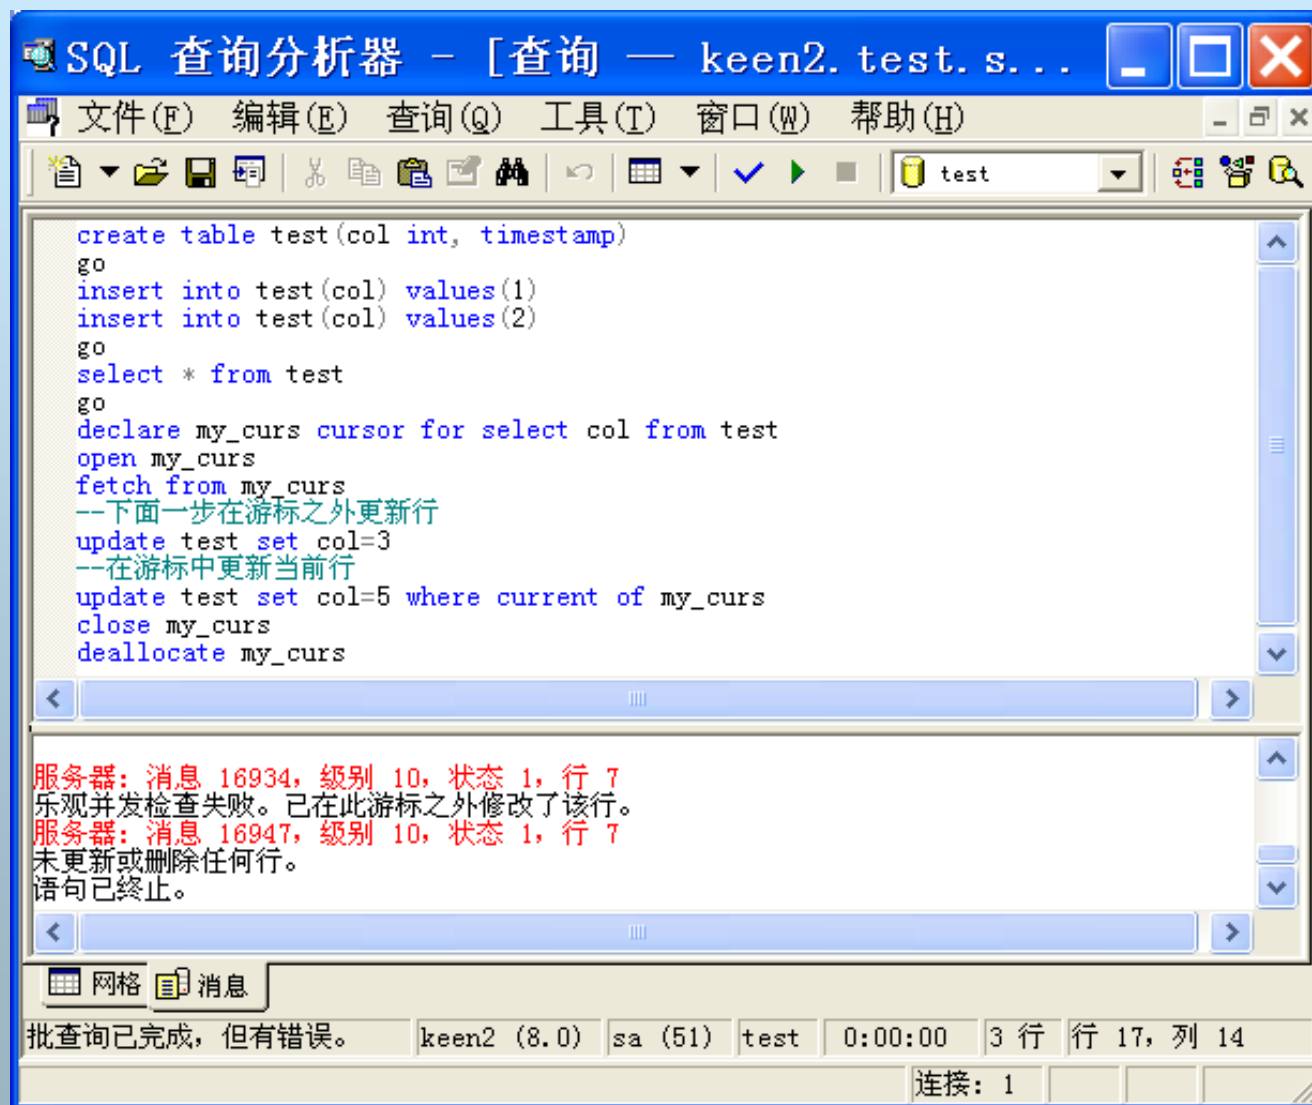 SQL 查询分析器 - [查询 — keen2.test.s...
文件(F) 编辑(E) 查询(Q) 工具(T) 窗口(W) 帮助(H)
test
create table test(col int, timestamp)
go
insert into test(col) values(1)
insert into test(col) values(2)
go
select * from test
go
declare my_curs cursor for select col from test
open my_curs
fetch from my_curs
--下面一步在游标之外更新行
update test set col=3
--在游标中更新当前行
update test set col=5 where current of my_curs
close my_curs
deallocate my_curs
服务器: 消息 16934，级别 10，状态 1，行 7
乐观并发检查失败。已在此游标之外修改了该行。
服务器: 消息 16947，级别 10，状态 1，行 7
未更新或删除任何行。
语句已终止。
网格 消息
批查询已完成，但有错误。 keen2 (8.0) sa (51) test 0:00:00 3 行 行 17，列 14
连接: 1